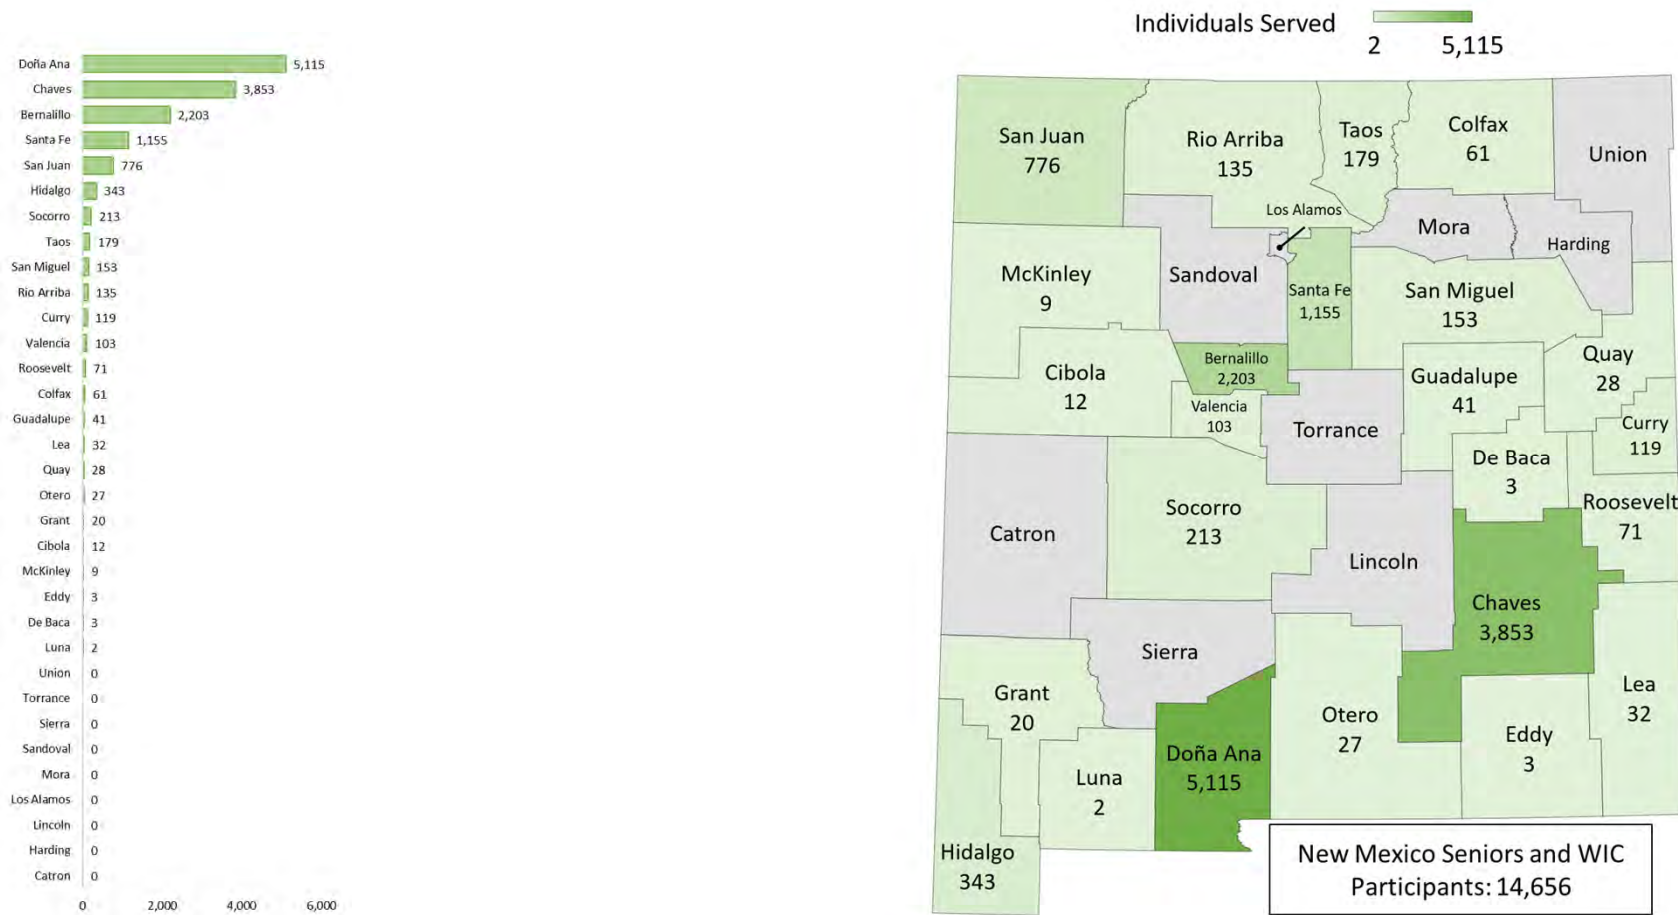 Doña Ana 5,115
Chaves 3,853
Bernalillo 2,203
Santa Fe 1,155
San Juan 776
Hidalgo 343
Socorro 213
Taos 179
San Miguel 153
Rio Arriba 135
Curry 119
Valencia 103
Roosevelt 71
Colfax 61
Guadalupe 41
Lea 32
Quay 28
Otero 27
Grant 20
Cibola 12
McKinley 9
Eddy 3
De Baca 3
Luna 2
Union 0
Torrance 0
Sierra 0
Sandoval 0
Mora 0
Los Alamos 0
Lincoln 0
Harding 0
Catron 0
0 2,000 4,000 6,000
Individuals Served
2 5,115
San Juan
776
Rio Arriba
135
Taos
179
Colfax
61
Union
Los Alamos
Mora
Harding
McKinley
9
Sandoval
Santa Fe
1,155
San Miguel
153
Bernalillo
2,203
Cibola
12
Valencia
103
Guadalupe
41
Quay
28
Curry
119
Torrance
De Baca
3
Roosevelt
71
Catron
Socorro
213
Lincoln
Chaves
3,853
Sierra
Grant
20
Lea
32
Otero
27
Eddy
3
Doña Ana
5,115
Luna
2
Hidalgo
343
New Mexico Seniors and WIC
Participants: 14,656